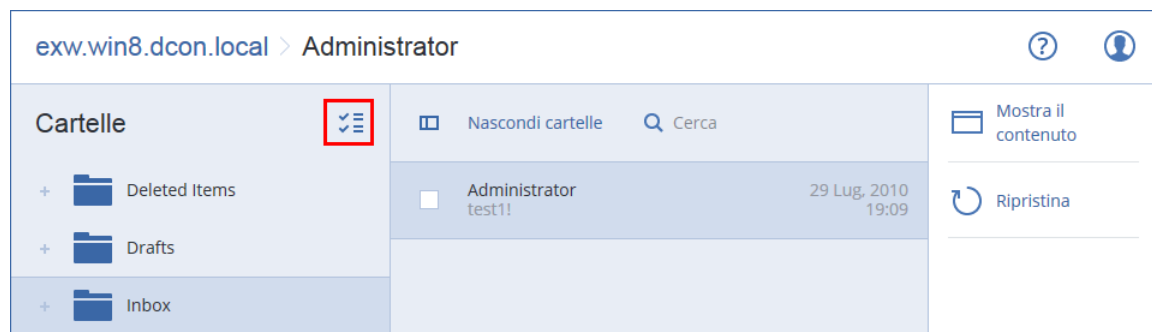 exw.win8.dcon.local > Administrator
Cartelle
Nascondi cartelle
Cerca
Mostra il
contenuto
Deleted Items
Administrator
29 Lug, 2010
test1!
19:09
Ripristina
Drafts
Inbox